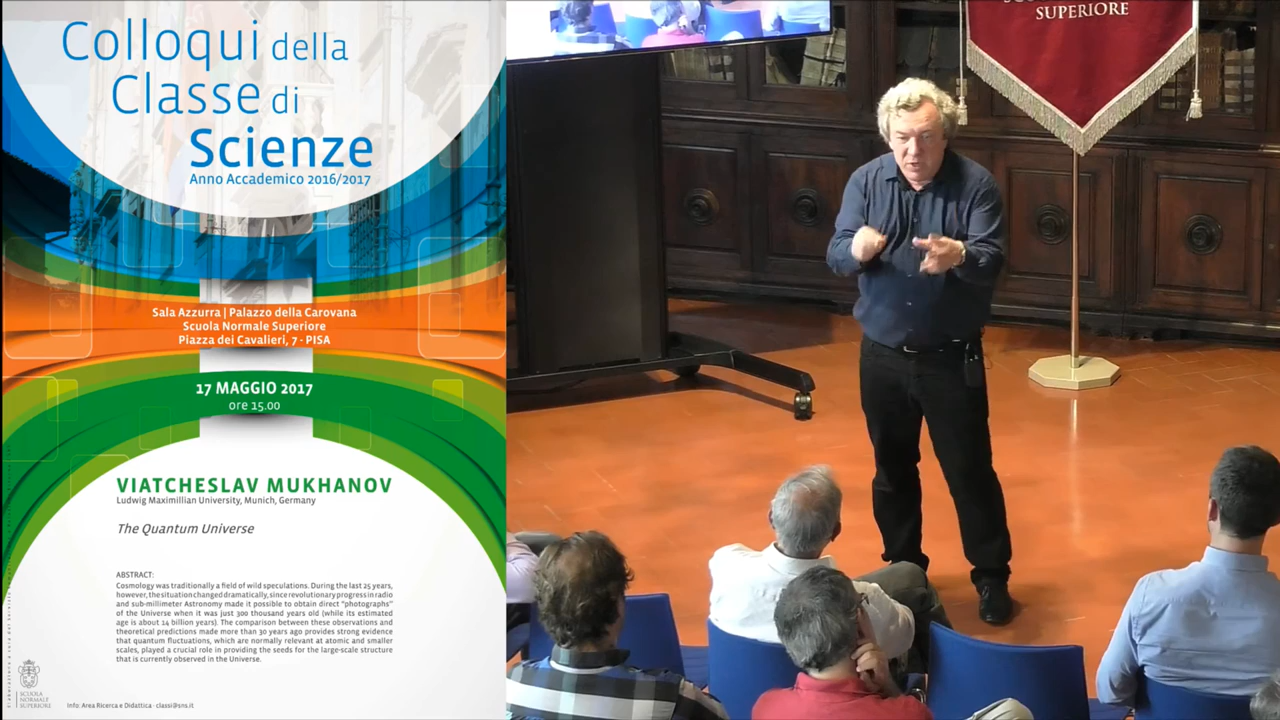 Colloqui della
Classe di
Scienze
Anno Accademico 2016/2017
Sala Azzurra | Palazzo della Carovana
Scuola Normale Superiore
Piazza dei Cavalieri, 7 - PISA
17 MAGGIO 2017
ore 15.00
VIATCHESLAV MUKHANOV
Ludwig Maximillian University, Munich, Germany
The Quantum Universe
ABSTRACT:
Cosmology was traditionally a field of wild speculations. During the last 25 years,
however, the situation changed dramatically, since revolutionary progress in radio
and sub-millimeter Astronomy made it possible to obtain direct "photographs"
of the Universe when it was just 300 thousand years old (while its estimated
age is about 14 billion years). The comparison between these observations and
theoretical predictions made more than 30 years ago provides strong evidence
that quantum fluctuations, which are normally relevant at atomic and smaller
scales, played a crucial role in providing the seeds for the large-scale structure
that is currently observed in the Universe.
SCUOLA
NORMALE
SUPERIORE
Info: Area Ricerca e Didattica - classi@sns.it
SUPERIORE